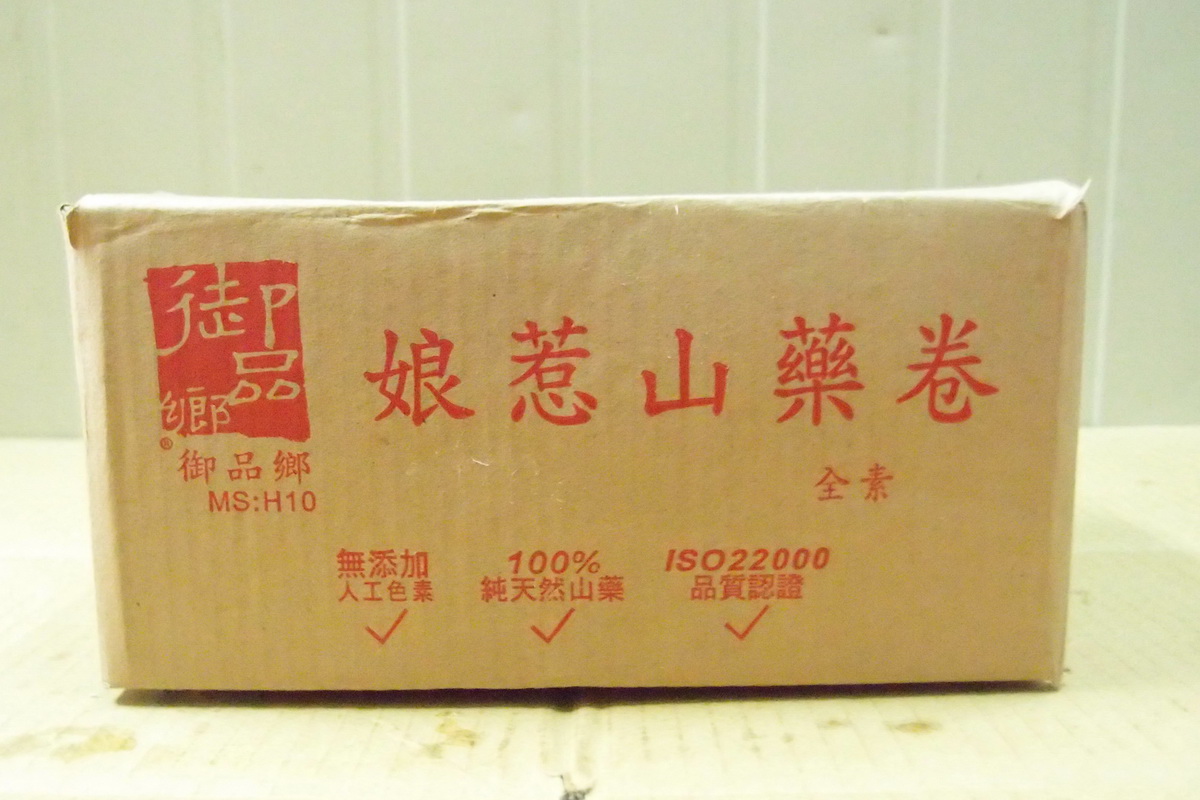 御品鄉®
御品鄉
MS:H10
娘惹山藥卷
全素
無添加
人工色素
100%
純天然山藥
ISO22000
品質認證